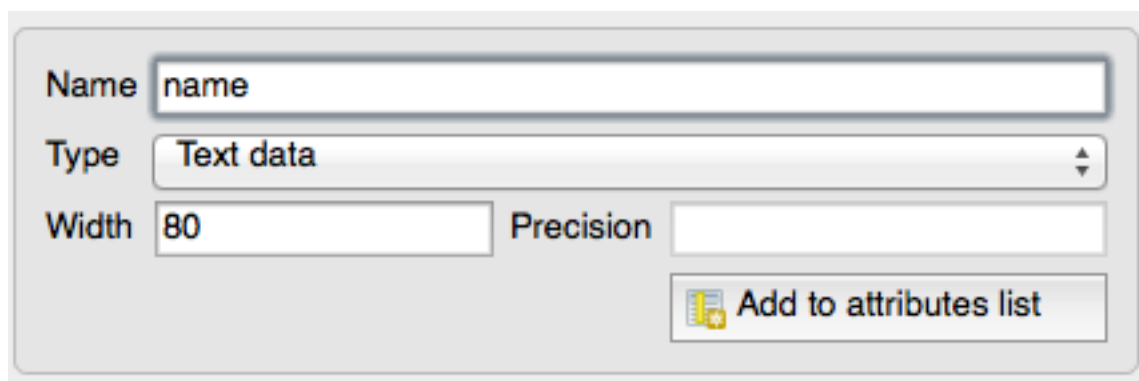 Name name
Type Text data
Width 80 Precision
Add to attributes list